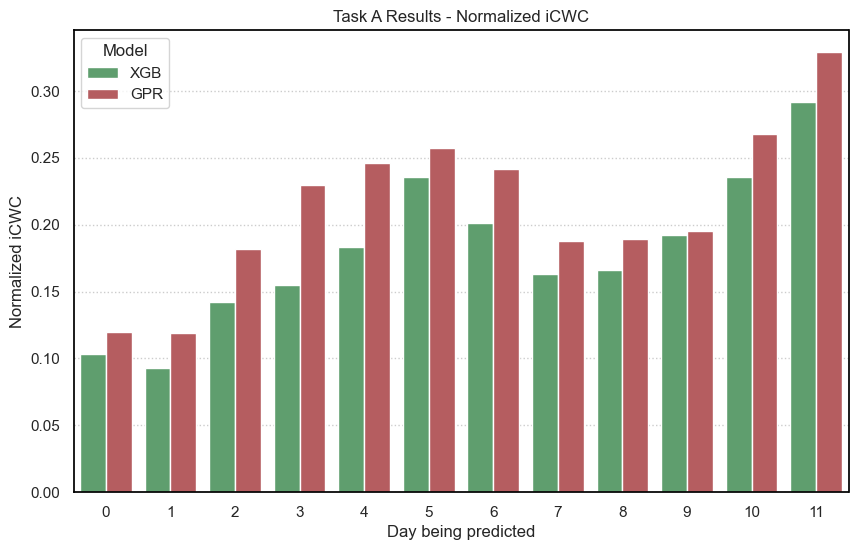 Task A Results - Normalized iCWC
Model
XGB
GPR
Normalized iCWC
0.30
0.25
0.20
0.15
0.10
0.05
0.00
0 1 2 3 4 5 6 7 8 9 10 11
Day being predicted